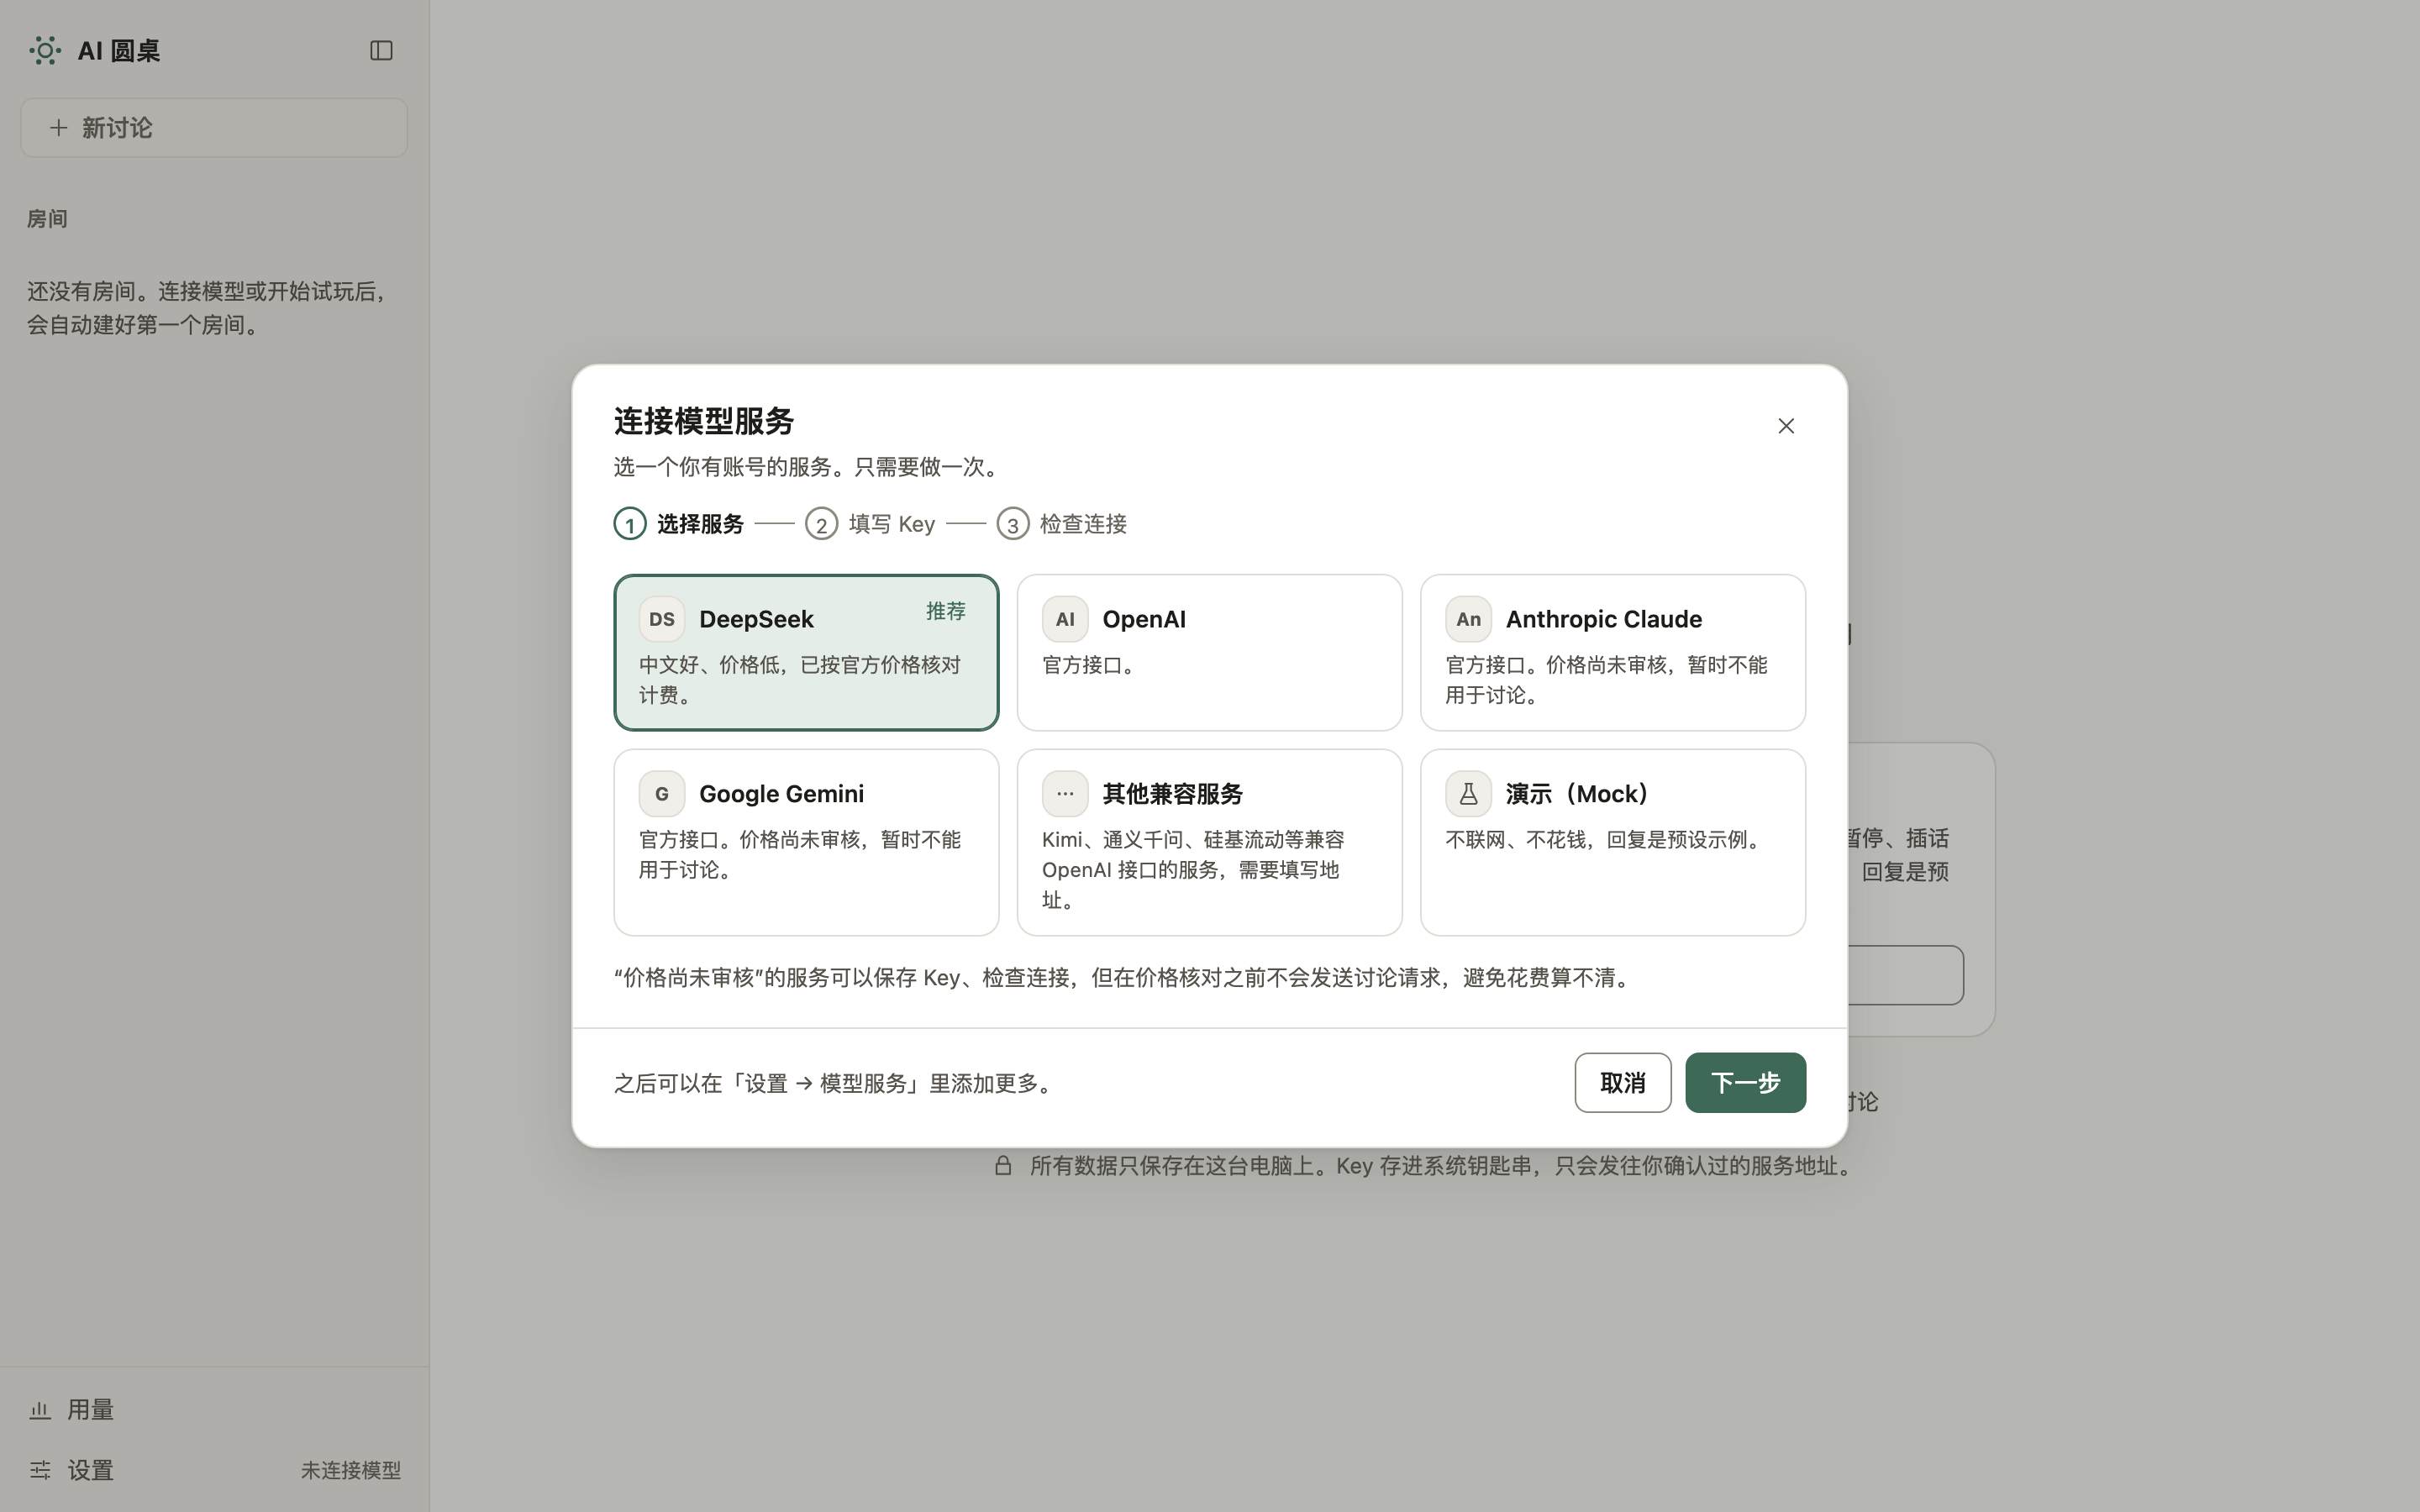 AI 圆桌
新讨论
房间
还没有房间。连接模型或开始试玩后，
会自动建好第一个房间。
用量
设置
未连接模型
连接模型服务
选一个你有账号的服务。只需要做一次。
1 选择服务 2 填写 Key 3 检查连接
DS DeepSeek 推荐
中文好、价格低，已按官方价格核对
计费。
AI OpenAI
官方接口。
An Anthropic Claude
官方接口。价格尚未审核，暂时不能
用于讨论。
G Google Gemini
官方接口。价格尚未审核，暂时不能
用于讨论。
··· 其他兼容服务
Kimi、通义千问、硅基流动等兼容
OpenAI 接口的服务，需要填写地
址。
演示（Mock）
不联网、不花钱，回复是预设示例。
“价格尚未审核”的服务可以保存 Key、检查连接，但在价格核对之前不会发送讨论请求，避免花费算不清。
之后可以在「设置 → 模型服务」里添加更多。
取消
下一步
暂停、插话
回复是预
讨论
所有数据只保存在这台电脑上。Key 存进系统钥匙串，只会发往你确认过的服务地址。